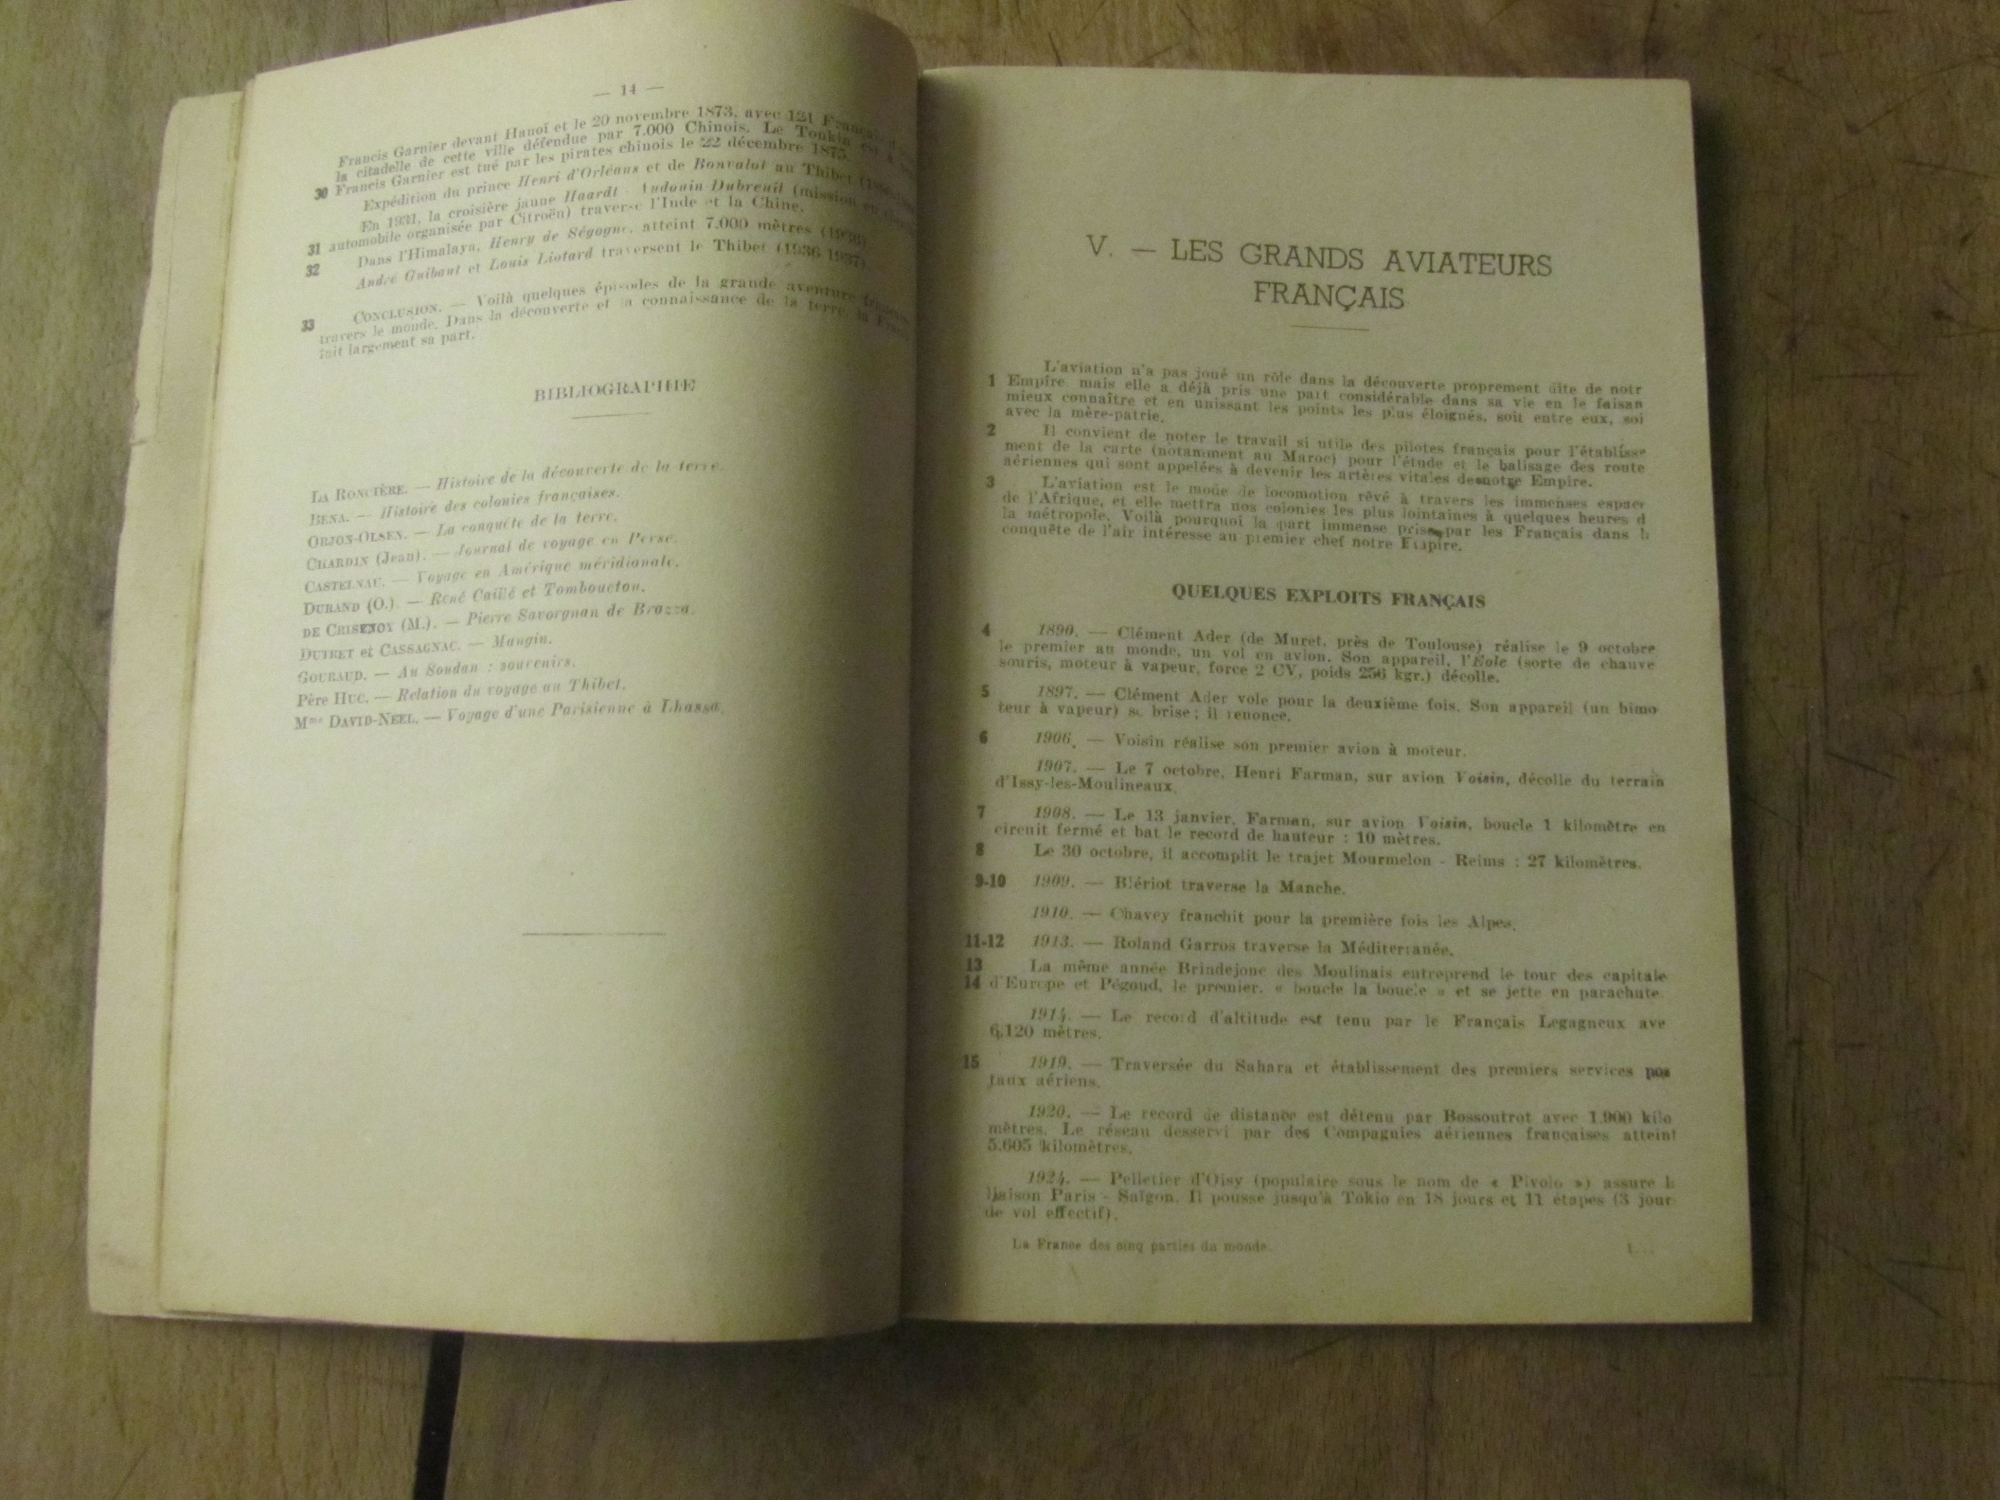 — 14 —
Francis Garnier devant Hanoï et le 20 novembre 1873, avec 121 Français
la citadelle de cette ville défendue par 7.000 Chinois. Le Tonkin est à
30 Francis Garnier est tué par les pirates chinois le 22 décembre 1873.
Expédition du prince Henri d'Orléans et de Bonvalot au Thibet
En 1931, la croisière jaune Haardt - Audouin-Dubreuil (mission en
31 automobile organisée par Citroën) traverse l'Inde et la Chine.
32 Dans l'Himalaya, Henry de Ségogne, atteint 7.000 mètres (1936).
André Guibaut et Louis Liotard traversent le Thibet (1936-1937).
33 CONCLUSION. — Voilà quelques épisodes de la grande aventure française
travers le monde. Dans la découverte et la connaissance de la terre, la
fait largement sa part.
BIBLIOGRAPHIE
LA RONCIÈRE. — Histoire de la découverte de la terre.
BENA. — Histoire des colonies françaises.
ORJON-OLSEN. — La conquête de la terre.
CHARDIN (Jean). — Journal de voyage en Perse.
CASTELNAU. — Voyage en Amérique méridionale.
DURAND (O.). — René Caillé et Tombouctou.
DE CRISENOY (M.). — Pierre Savorgnan de Brazza.
DUTRET et CASSAGNAC. — Mangin.
GOURAUD. — Au Soudan : souvenirs.
Père HUC. — Relation du voyage au Thibet.
Mme DAVID-NEEL. — Voyage d'une Parisienne à Lhassa.
V. — LES GRANDS AVIATEURS
FRANÇAIS
L'aviation n'a pas joué un rôle dans la découverte proprement dite de notr
1 Empire mais elle a déjà pris une part considérable dans sa vie en le faisan
mieux connaître et en unissant les points les plus éloignés, soit entre eux, soi
avec la mère-patrie.
2 Il convient de noter le travail si utile des pilotes français pour l'établisse
ment de la carte (notamment au Maroc) pour l'étude et le balisage des route
aériennes qui sont appelées à devenir les artères vitales de notre Empire.
3 L'aviation est le mode de locomotion rêvé à travers les immenses espaces
de l'Afrique, et elle mettra nos colonies les plus lointaines à quelques heures d
la métropole. Voilà pourquoi la part immense prise par les Français dans l
conquête de l'air intéresse au premier chef notre Empire.
QUELQUES EXPLOITS FRANÇAIS
4 1890. — Clément Ader (de Muret, près de Toulouse) réalise le 9 octobre
le premier au monde, un vol en avion. Son appareil, l'Eole (sorte de chauve
souris, moteur à vapeur, force 2 CV, poids 256 kgr.) décolle.
5 1897. — Clément Ader vole pour la deuxième fois. Son appareil (un bimo
teur à vapeur) se brise ; il renonce.
6 1906. — Voisin réalise son premier avion à moteur.
1907. — Le 7 octobre, Henri Farman, sur avion Voisin, décolle du terrain
d'Issy-les-Moulineaux.
7 1908. — Le 13 janvier, Farman, sur avion Voisin, boucle 1 kilomètre en
circuit fermé et bat le record de hauteur : 10 mètres.
8 Le 30 octobre, il accomplit le trajet Mourmelon - Reims : 27 kilomètres.
9-10 1909. — Blériot traverse la Manche.
1910. — Chavey franchit pour la première fois les Alpes.
11-12 1913. — Roland Garros traverse la Méditerranée.
13 La même année Brindejonc des Moulinais entreprend le tour des capitale
14 d'Europe et Pégoud, le premier, « boucle la boucle » et se jette en parachute.
1914. — Le record d'altitude est tenu par le Français Legagneux ave
6.120 mètres.
15 1919. — Traversée du Sahara et établissement des premiers services pos
taux aériens.
1920. — Le record de distance est détenu par Bossoutrot avec 1.900 kilo
mètres. Le réseau desservi par des Compagnies aériennes françaises atteint
5.605 kilomètres.
1924. — Pelletier d'Oisy (populaire sous le nom de « Pivolo ») assure l
liaison Paris - Saïgon. Il pousse jusqu'à Tokio en 18 jours et 11 étapes (3 jour
de vol effectif).
La France des cinq parties du monde.